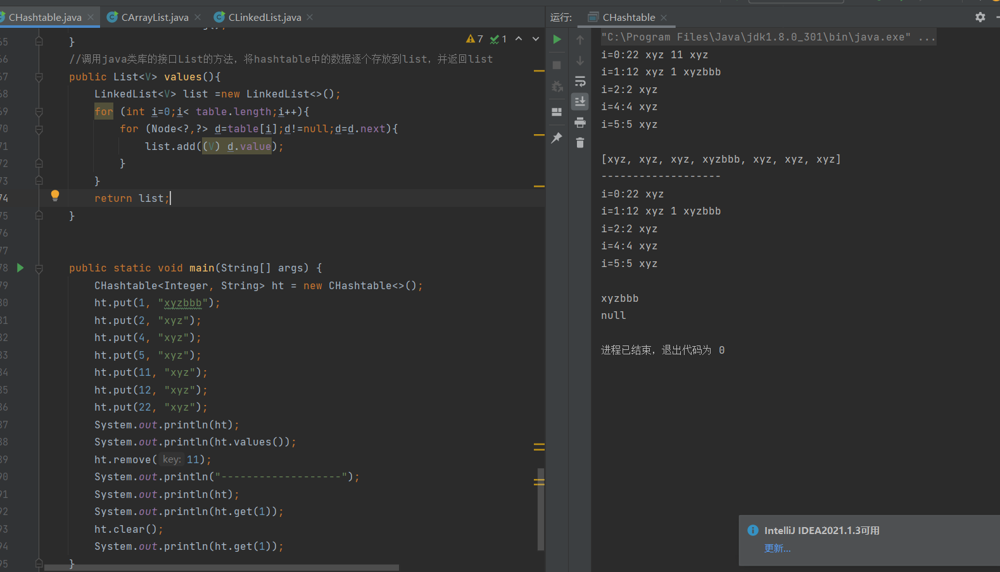 CHashtable.java
CArrayList.java
CLinkedList.java
运行:
CHashtable
7
1
65
}
66
//调用java类库的接口List的方法，将hashtable中的数据逐个存放到list，并返回list
67
public List<V> values(){
68
LinkedList<V> list =new LinkedList<>();
69
for (int i=0;i< table.length;i++){
70
for (Node<?,?> d=table[i];d!=null;d=d.next){
71
list.add((V) d.value);
72
}
73
}
74
return list;
75
}
76
77
78
public static void main(String[] args) {
79
CHashtable<Integer, String> ht = new CHashtable<>();
80
ht.put(1, "xyzbbb");
81
ht.put(2, "xyz");
82
ht.put(4, "xyz");
83
ht.put(5, "xyz");
84
ht.put(11, "xyz");
85
ht.put(12, "xyz");
86
ht.put(22, "xyz");
87
System.out.println(ht);
88
System.out.println(ht.values());
89
ht.remove( key: 11);
90
System.out.println("-------------------");
91
System.out.println(ht);
92
System.out.println(ht.get(1));
93
ht.clear();
94
System.out.println(ht.get(1));
95
}
"C:\Program Files\Java\jdk1.8.0_301\bin\java.exe" ...
i=0:22 xyz 11 xyz
i=1:12 xyz 1 xyzbbb
i=2:2 xyz
i=4:4 xyz
i=5:5 xyz
[xyz, xyz, xyz, xyzbbb, xyz, xyz, xyz]
-------------------
i=0:22 xyz
i=1:12 xyz 1 xyzbbb
i=2:2 xyz
i=4:4 xyz
i=5:5 xyz
xyzbbb
null
进程已结束，退出代码为 0
IntelliJ IDEA2021.1.3可用
更新...